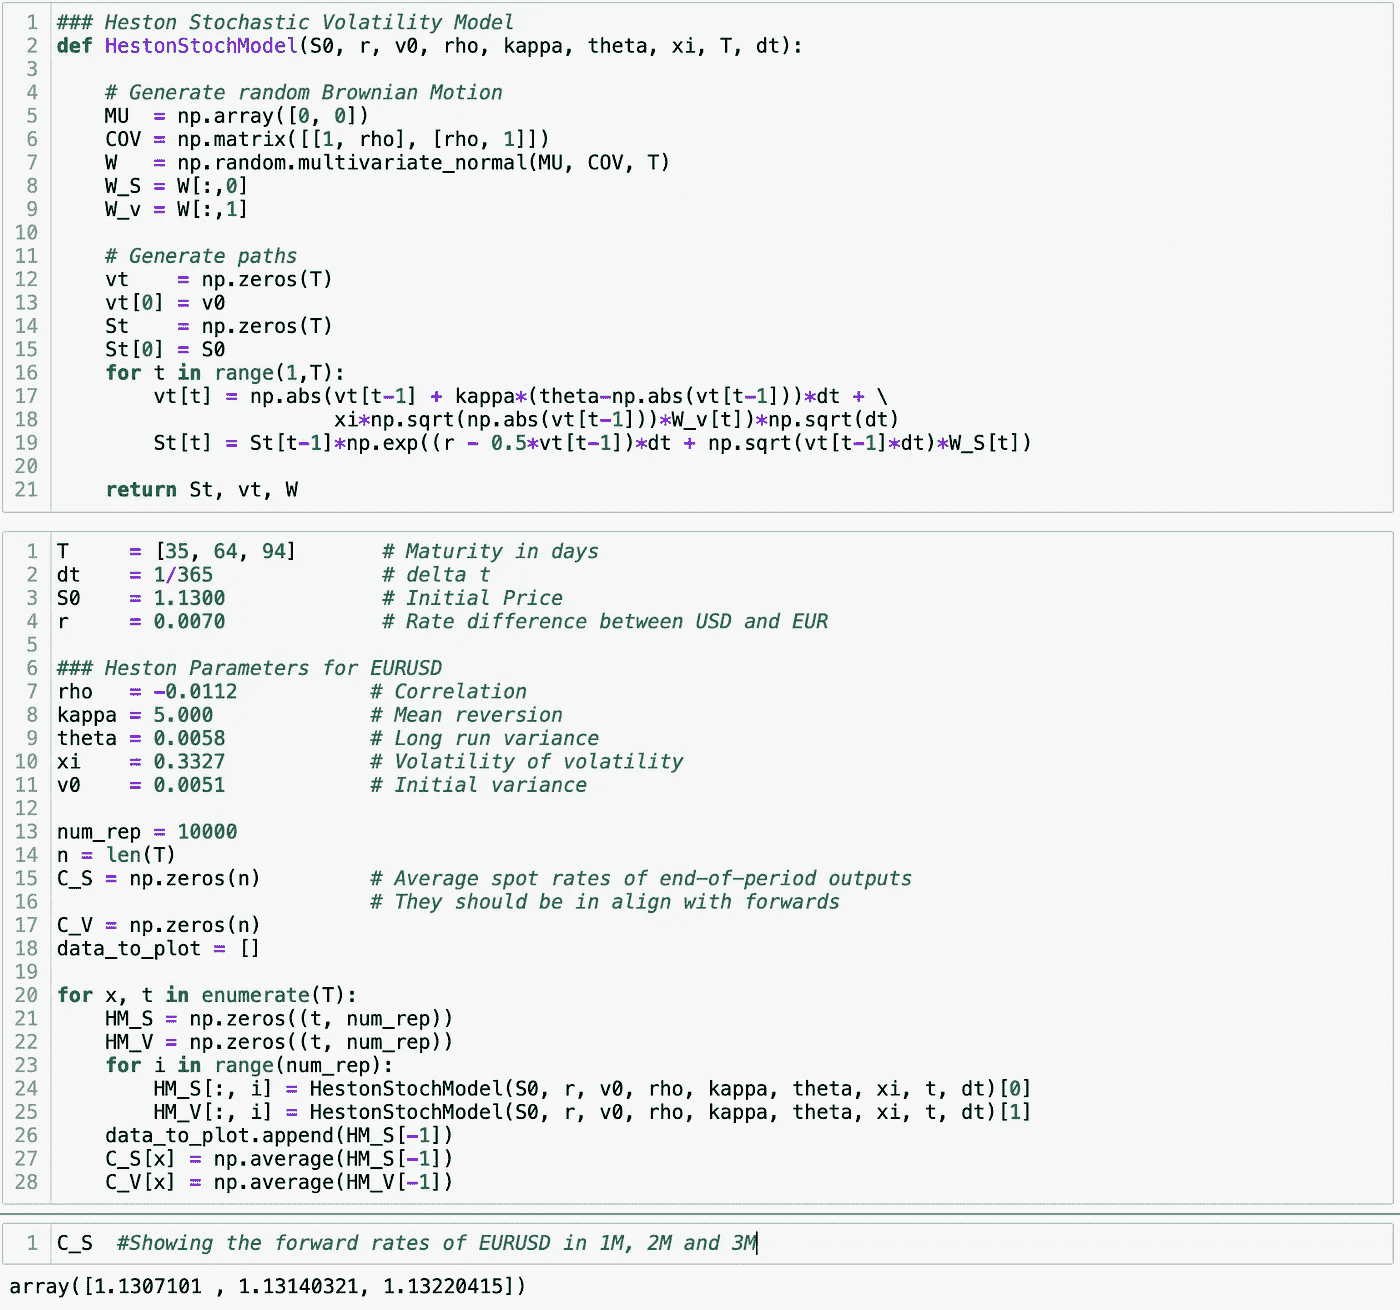 1 ### Heston Stochastic Volatility Model
2 def HestonStochModel(S0, r, v0, rho, kappa, theta, xi, T, dt):
3
4     # Generate random Brownian Motion
5     MU  = np.array([0, 0])
6     COV = np.matrix([[1, rho], [rho, 1]])
7     W   = np.random.multivariate_normal(MU, COV, T)
8     W_S = W[:,0]
9     W_v = W[:,1]
10
11     # Generate paths
12     vt    = np.zeros(T)
13     vt[0] = v0
14     St    = np.zeros(T)
15     St[0] = S0
16     for t in range(1,T):
17         vt[t] = np.abs(vt[t-1] + kappa*(theta-np.abs(vt[t-1]))*dt + \
18                        xi*np.sqrt(np.abs(vt[t-1]))*W_v[t])*np.sqrt(dt)
19         St[t] = St[t-1]*np.exp((r - 0.5*vt[t-1])*dt + np.sqrt(vt[t-1]*dt)*W_S[t])
20
21     return St, vt, W
1 T     = [35, 64, 94]       # Maturity in days
2 dt    = 1/365              # delta t
3 S0    = 1.1300             # Initial Price
4 r     = 0.0070             # Rate difference between USD and EUR
5
6 ### Heston Parameters for EURUSD
7 rho   = -0.0112           # Correlation
8 kappa = 5.000             # Mean reversion
9 theta = 0.0058            # Long run variance
10 xi    = 0.3327            # Volatility of volatility
11 v0    = 0.0051            # Initial variance
12
13 num_rep = 10000
14 n = len(T)
15 C_S = np.zeros(n)         # Average spot rates of end-of-period outputs
16                           # They should be in align with forwards
17 C_V = np.zeros(n)
18 data_to_plot = []
19
20 for x, t in enumerate(T):
21     HM_S = np.zeros((t, num_rep))
22     HM_V = np.zeros((t, num_rep))
23     for i in range(num_rep):
24         HM_S[:, i] = HestonStochModel(S0, r, v0, rho, kappa, theta, xi, t, dt)[0]
25         HM_V[:, i] = HestonStochModel(S0, r, v0, rho, kappa, theta, xi, t, dt)[1]
26     data_to_plot.append(HM_S[-1])
27     C_S[x] = np.average(HM_S[-1])
28     C_V[x] = np.average(HM_V[-1])
1 C_S  #Showing the forward rates of EURUSD in 1M, 2M and 3M
array([1.1307101 , 1.13140321, 1.13220415])